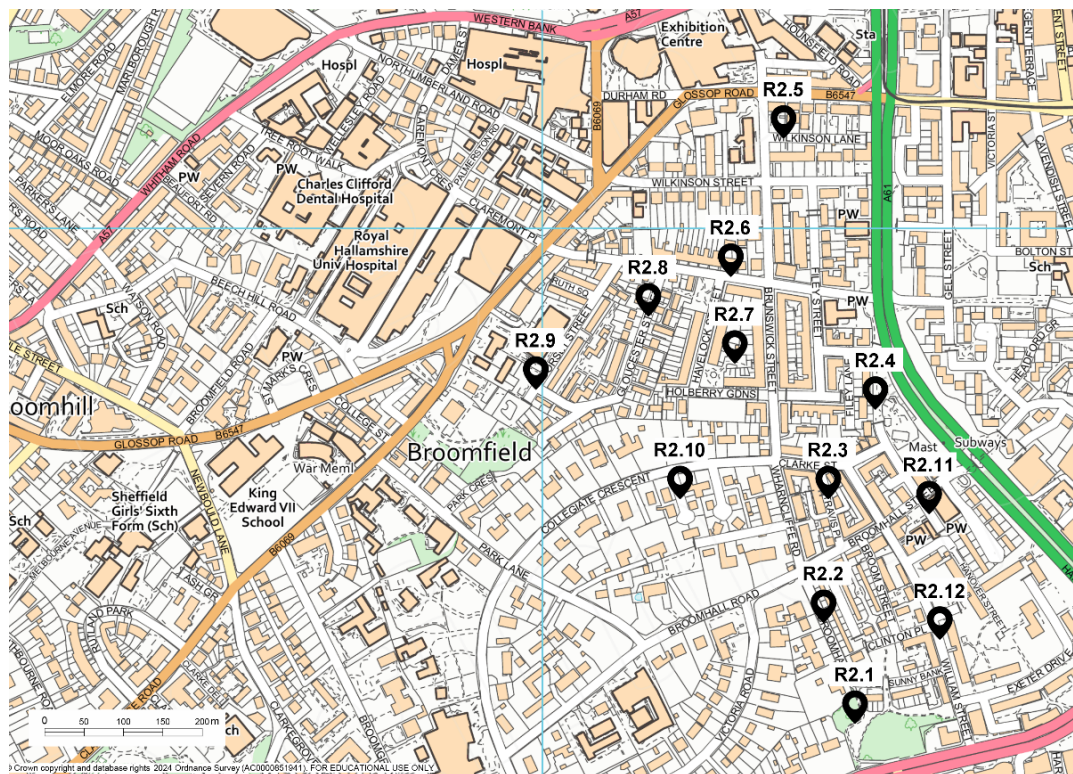 WESTERN BANK
A57
Exhibition
Centre
HOUNSFIELD ROAD
Sta
REGENT TERRACE
ELMORE ROAD
MARLBOROUGH ROAD
Hospl
Hospl
NORTHUMBERLAND ROAD
DURHAM RD
GLOSSOP ROAD
B6547
B6069
R2.5
WILKINSON LANE
VICTORIA ST
CAVENDISH STREET
MOOR OAKS ROAD
WHITHAM ROAD
TREE ROOT WALK
CLAREMONT CRES
PALMERSTON RD
PARKER'S LANE
PW
PW
BEAUFORT RD
SEVERN ROAD
Charles Clifford
Dental Hospital
WILKINSON STREET
A61
A57
CLAREMONT PL
PW
R2.6
GELL STREET
BOLTON ST
Royal
Hallamshire
Univ Hospital
R2.8
Sch
BEECH HILL ROAD
RUTH SQ
FILEY STREET
PW
Sch
WATSON ROAD
R2.7
BRUNSWICK STREET
HEADFORD GR
R2.9
GLOUCESTER ST
HAVELOCK
R2.4
PW
BROOMFIELD ROAD
ST MARK'S CRES
HOLBERRY GDNS
FILEY LANE
oomhill
COLLEGE ST
GLOSSOP ROAD
B6547
Broomfield
Mast
Subways
War Meml
R2.10
CLARKE ST
R2.3
R2.11
Sheffield
Girls' Sixth
Form (Sch)
King
Edward VII
School
NEWBOULD LANE
PARK CRES
COLLEGIATE CRESCENT
TRAVIS PL
WHARNCLIFFE RD
BROOMHALL ST
PW
PW
Sch
MELBOURNE AVENUE
B6069
PARK LANE
HANOVER STREET
ASH GR
R2.2
BROOM STREET
R2.12
RUTLAND PARK
BROOMHALL ROAD
CLINTON PL
R2.1
SUNNY BANK
EXETER DRIVE
WILLIAM STREET
VICTORIA ROAD
0 50 100 150 200 m
Sch
© Crown copyright and database rights 2024 Ordnance Survey (AC0000851941). FOR EDUCATIONAL USE ONLY.